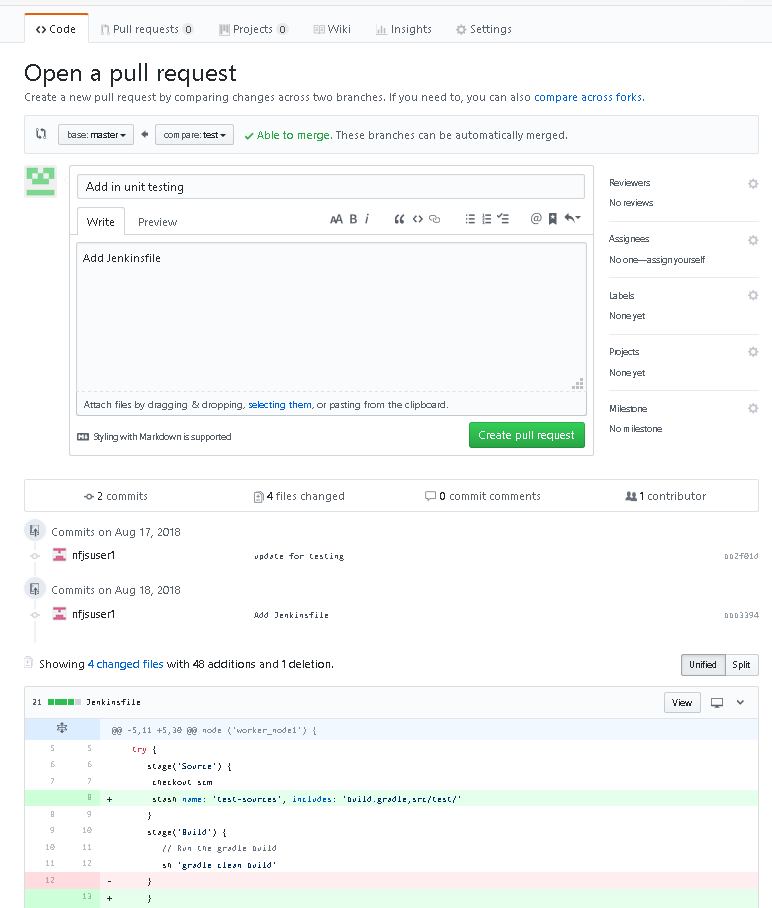 Code Pull requests 0 Projects 0 Wiki Insights Settings
Open a pull request
Create a new pull request by comparing changes across two branches. If you need to, you can also compare across forks.
base: master compare: test Able to merge. These branches can be automatically merged.
Add in unit testing
Write Preview AA B i @
Add Jenkinsfile
Attach files by dragging & dropping, selecting them, or pasting from the clipboard.
Styling with Markdown is supported
Create pull request
Reviewers
No reviews
Assignees
No one—assign yourself
Labels
None yet
Projects
None yet
Milestone
No milestone
2 commits 4 files changed 0 commit comments 1 contributor
Commits on Aug 17, 2018
nfjsuser1 update for testing
Commits on Aug 18, 2018
nfjsuser1 Add Jenkinsfile
Showing 4 changed files with 48 additions and 1 deletion.
Unified Split
21 Jenkinsfile View
@@ -5,11 +5,30 @@ node ('worker_node1') {
5 5 try {
6 6 stage('Source') {
7 7 checkout scm
8 + stash name: 'test-sources', includes: 'build.gradle,src/test/'
8 9 }
9 10 stage('Build') {
10 11 // Run the gradle build
11 12 sh 'gradle clean build'
12 - }
13 + }